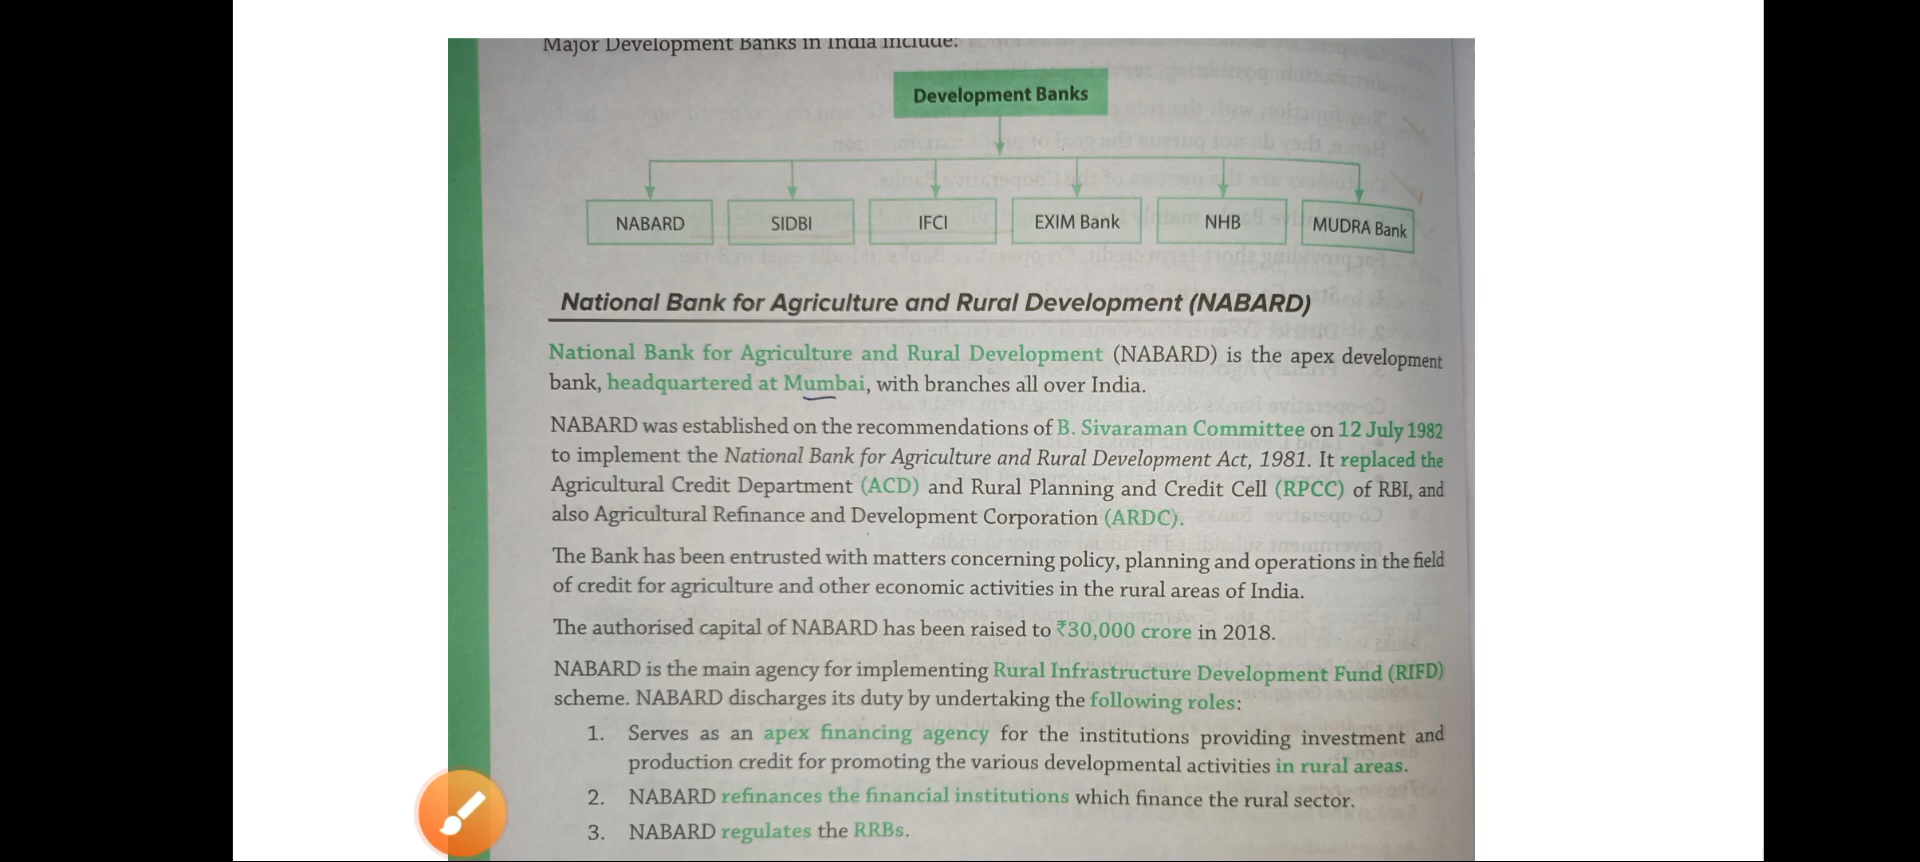 Major Development Banks in India include:
Development Banks
NABARD
SIDBI
IFCI
EXIM Bank
NHB
MUDRA Bank
National Bank for Agriculture and Rural Development (NABARD)
National Bank for Agriculture and Rural Development (NABARD) is the apex development
bank, headquartered at Mumbai, with branches all over India.
NABARD was established on the recommendations of B. Sivaraman Committee on 12 July 1982
to implement the National Bank for Agriculture and Rural Development Act, 1981. It replaced the
Agricultural Credit Department (ACD) and Rural Planning and Credit Cell (RPCC) of RBI, and
also Agricultural Refinance and Development Corporation (ARDC).
The Bank has been entrusted with matters concerning policy, planning and operations in the field
of credit for agriculture and other economic activities in the rural areas of India.
The authorised capital of NABARD has been raised to ₹30,000 crore in 2018.
NABARD is the main agency for implementing Rural Infrastructure Development Fund (RIFD)
scheme. NABARD discharges its duty by undertaking the following roles:
1. Serves as an apex financing agency for the institutions providing investment and
production credit for promoting the various developmental activities in rural areas.
2. NABARD refinances the financial institutions which finance the rural sector.
3. NABARD regulates the RRBs.